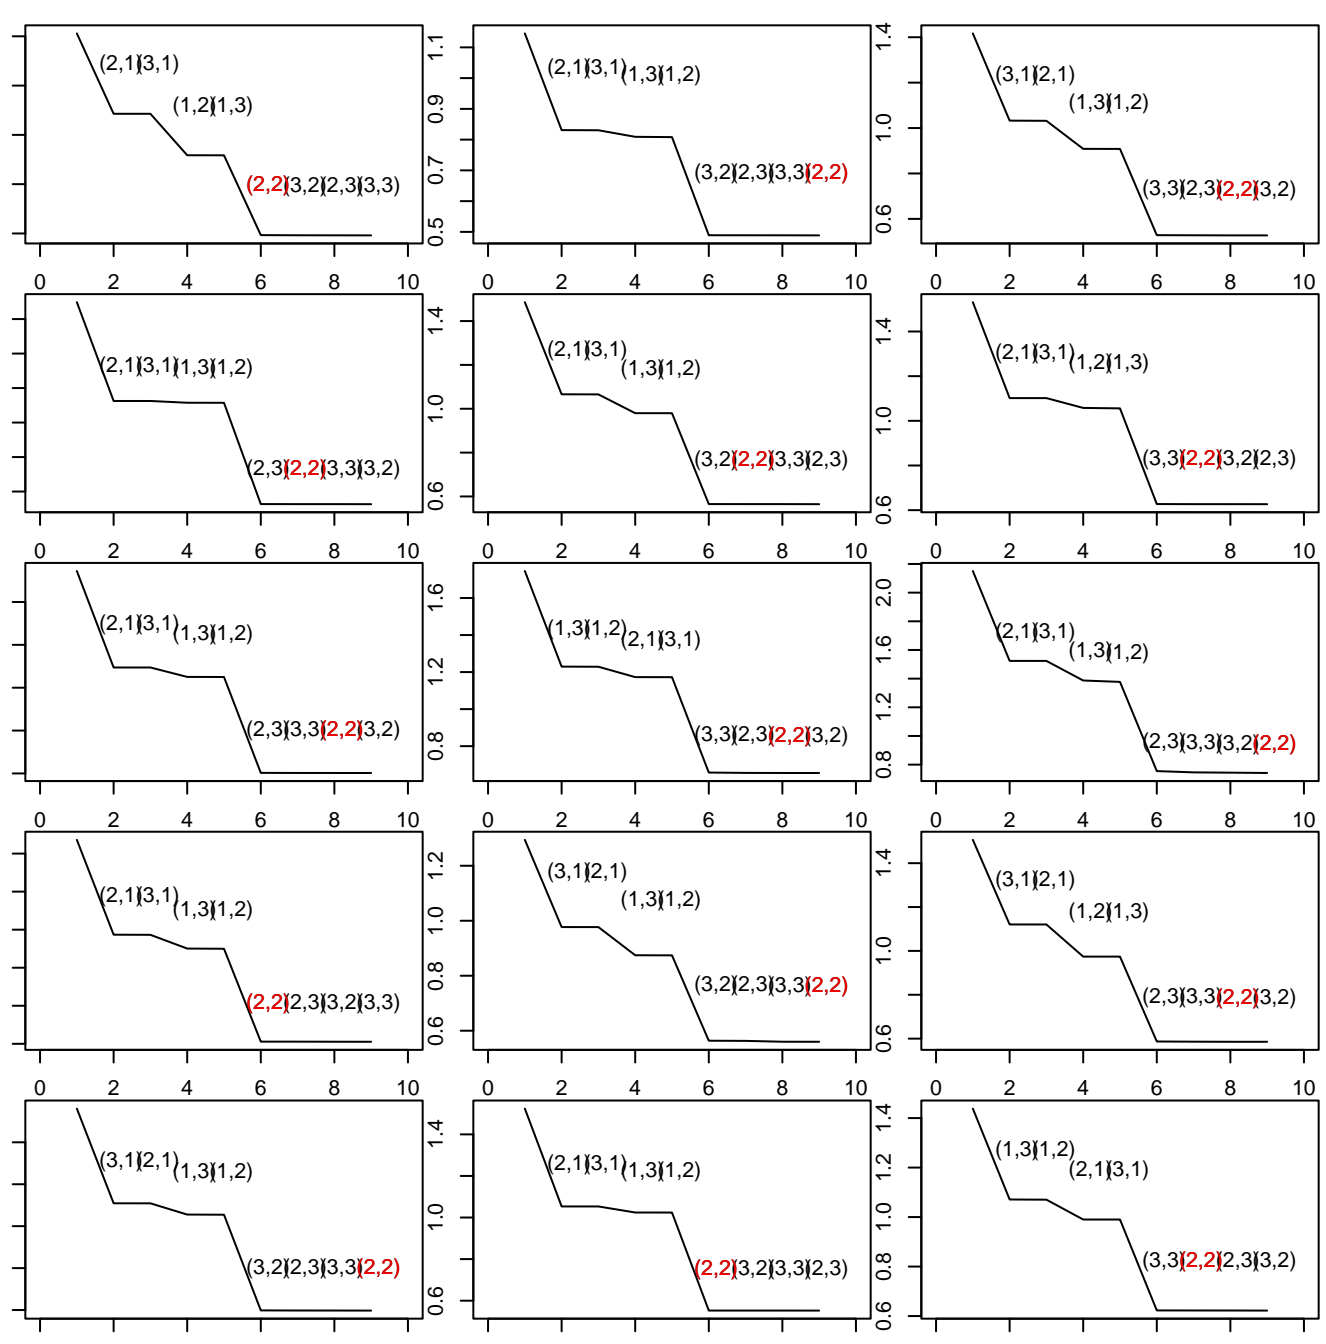 (2,1)(3,1)
(1,2)(1,3)
(2,2)(3,2)(2,3)(3,3)
0 2 4 6 8 10
0.5 0.7 0.9 1.1
(2,1)(3,1)(1,3)(1,2)
(3,2)(2,3)(3,3)(2,2)
0 2 4 6 8 10
0.6 1.0 1.4
(3,1)(2,1)
(1,3)(1,2)
(3,3)(2,3)(2,2)(3,2)
0 2 4 6 8 10
(2,1)(3,1)(1,3)(1,2)
(2,3)(2,2)(3,3)(3,2)
0 2 4 6 8 10
0.6 1.0 1.4
(2,1)(3,1)
(1,3)(1,2)
(3,2)(2,2)(3,3)(2,3)
0 2 4 6 8 10
0.6 1.0 1.4
(2,1)(3,1)
(1,2)(1,3)
(3,3)(2,2)(3,2)(2,3)
0 2 4 6 8 10
(2,1)(3,1)(1,3)(1,2)
(2,3)(3,3)(2,2)(3,2)
0 2 4 6 8 10
0.8 1.2 1.6
(1,3)(1,2)(2,1)(3,1)
(3,3)(2,3)(2,2)(3,2)
0 2 4 6 8 10
0.8 1.2 1.6 2.0
(2,1)(3,1)
(1,3)(1,2)
(2,3)(3,3)(3,2)(2,2)
0 2 4 6 8 10
(2,1)(3,1)
(1,3)(1,2)
(2,2)(2,3)(3,2)(3,3)
0 2 4 6 8 10
0.6 0.8 1.0 1.2
(3,1)(2,1)
(1,3)(1,2)
(3,2)(2,3)(3,3)(2,2)
0 2 4 6 8 10
0.6 1.0 1.4
(3,1)(2,1)
(1,2)(1,3)
(2,3)(3,3)(2,2)(3,2)
0 2 4 6 8 10
(3,1)(2,1)(1,3)(1,2)
(3,2)(2,3)(3,3)(2,2)
0.6 1.0 1.4
(2,1)(3,1)(1,3)(1,2)
(2,2)(3,2)(3,3)(2,3)
0.6 0.8 1.0 1.2 1.4
(1,3)(1,2)
(2,1)(3,1)
(3,3)(2,2)(2,3)(3,2)